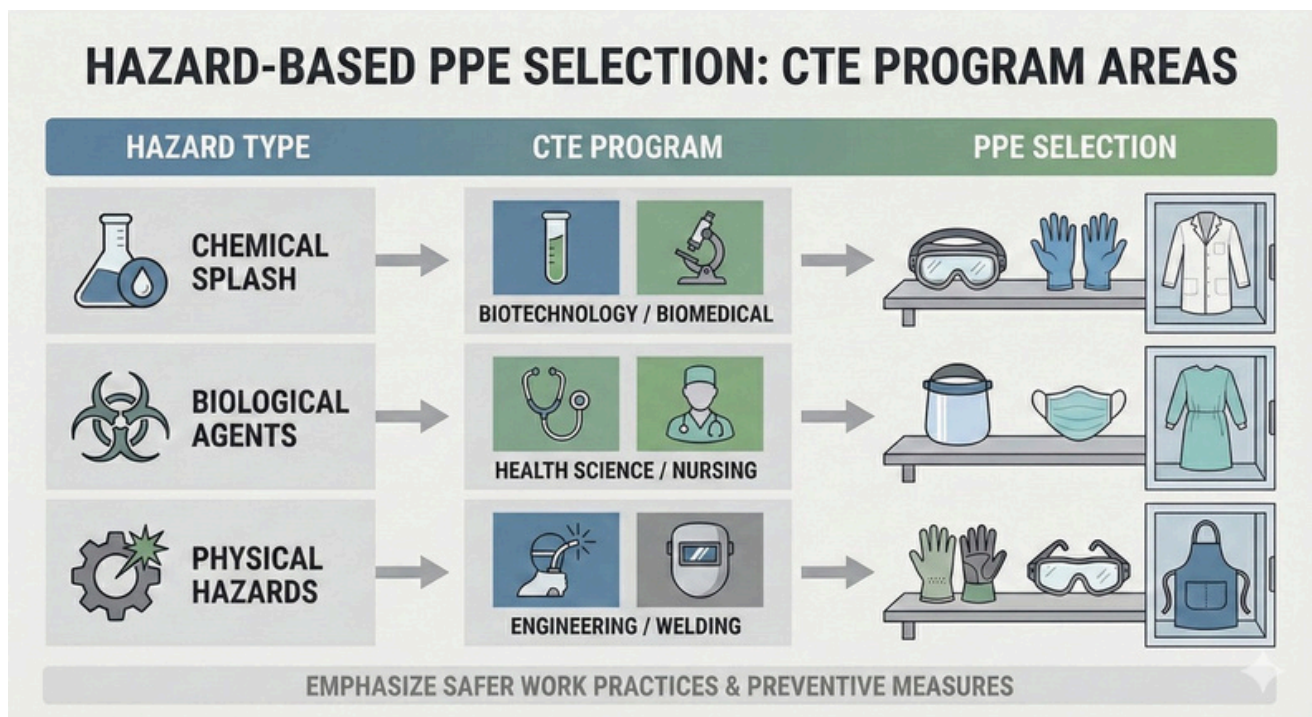 HAZARD-BASED PPE SELECTION: CTE PROGRAM AREAS
HAZARD TYPE
CTE PROGRAM
PPE SELECTION
CHEMICAL
SPLASH
BIOTECHNOLOGY / BIOMEDICAL
BIOLOGICAL
AGENTS
HEALTH SCIENCE / NURSING
PHYSICAL
HAZARDS
ENGINEERING / WELDING
EMPHASIZE SAFER WORK PRACTICES & PREVENTIVE MEASURES